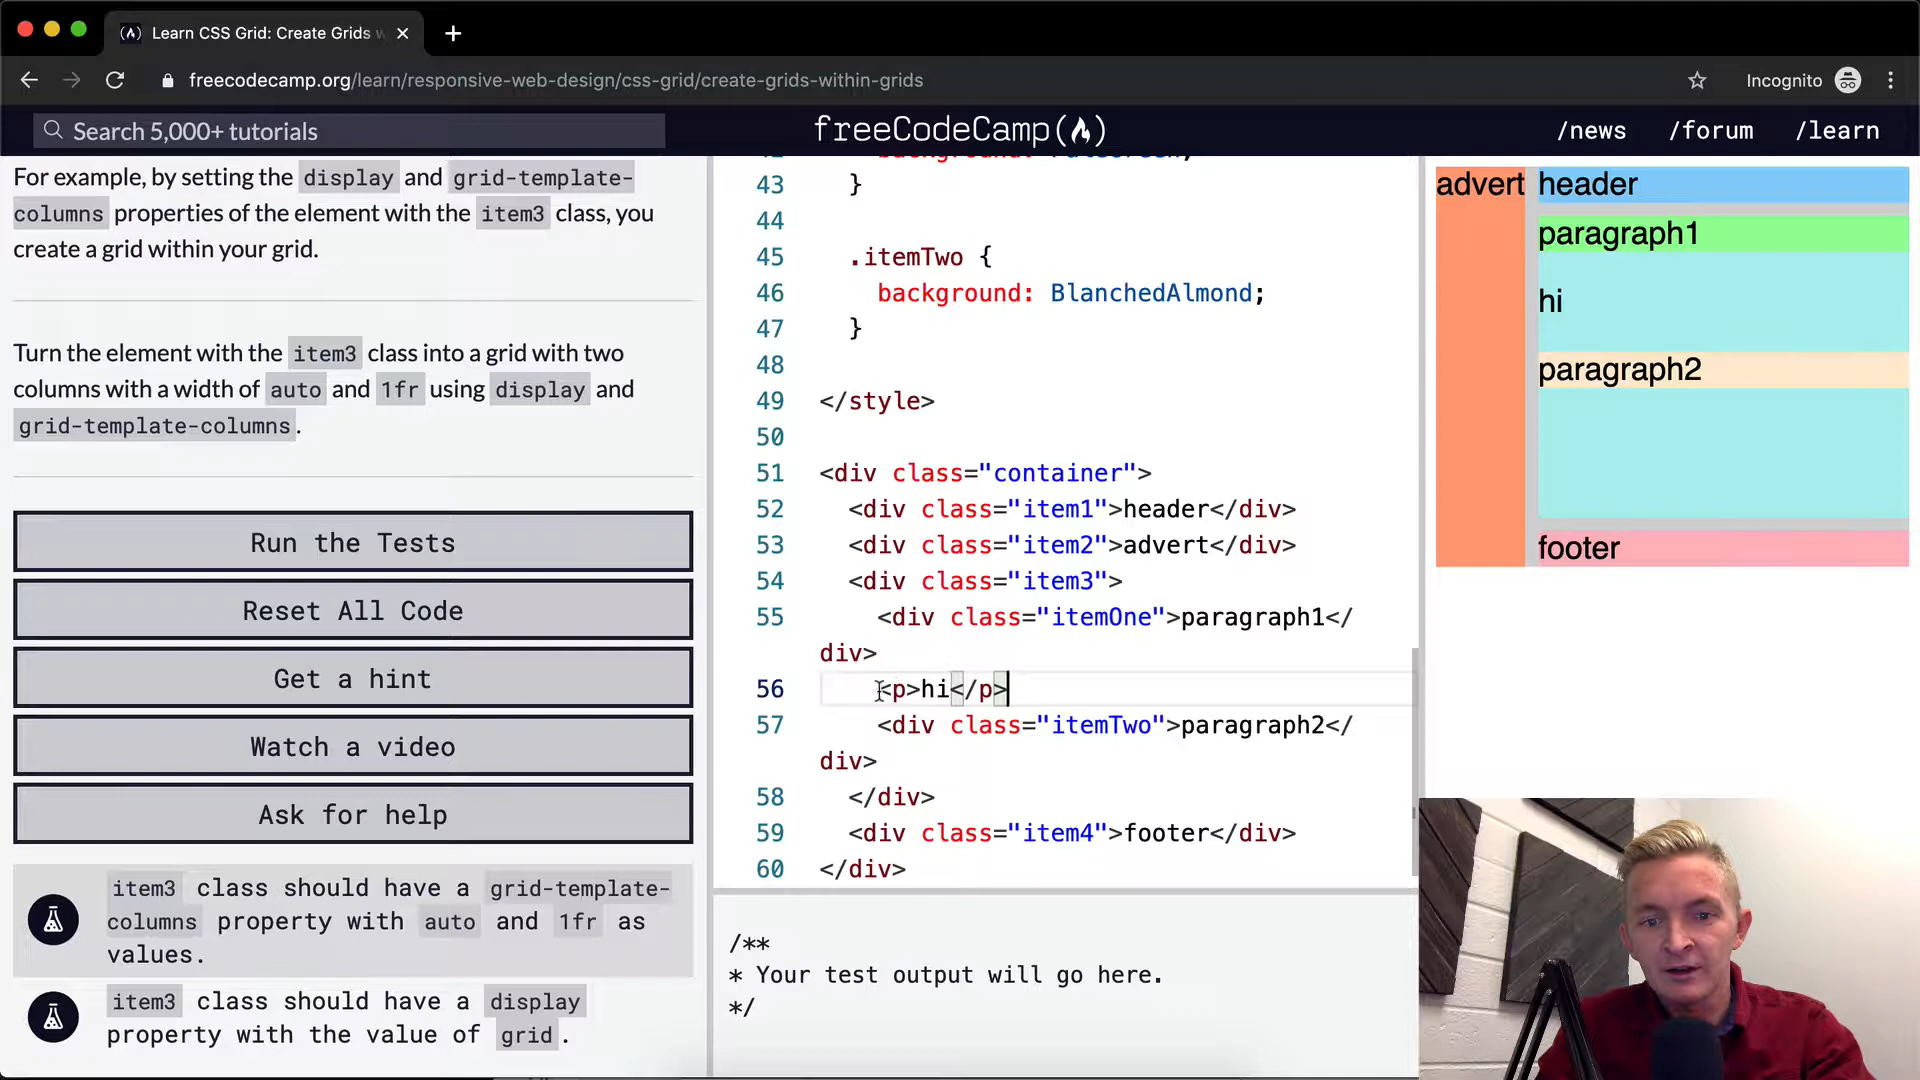 Learn CSS Grid: Create Grids w
freecodecamp.org/learn/responsive-web-design/css-grid/create-grids-within-grids
Incognito
Search 5,000+ tutorials
freeCodeCamp
/news
/forum
/learn
For example, by setting the display and grid-template-
columns properties of the element with the item3 class, you
create a grid within your grid.
Turn the element with the item3 class into a grid with two
columns with a width of auto and 1fr using display and
grid-template-columns.
Run the Tests
Reset All Code
Get a hint
Watch a video
Ask for help
item3 class should have a grid-template-
columns property with auto and 1fr as
values.
item3 class should have a display
property with the value of grid.
43 }
44
45 .itemTwo {
46 background: BlanchedAlmond;
47 }
48
49 </style>
50
51 <div class="container">
52 <div class="item1">header</div>
53 <div class="item2">advert</div>
54 <div class="item3">
55 <div class="itemOne">paragraph1</
div>
56 <p>hi</p>
57 <div class="itemTwo">paragraph2</
div>
58 </div>
59 <div class="item4">footer</div>
60 </div>
/**
* Your test output will go here.
*/
advert
header
paragraph1
hi
paragraph2
footer